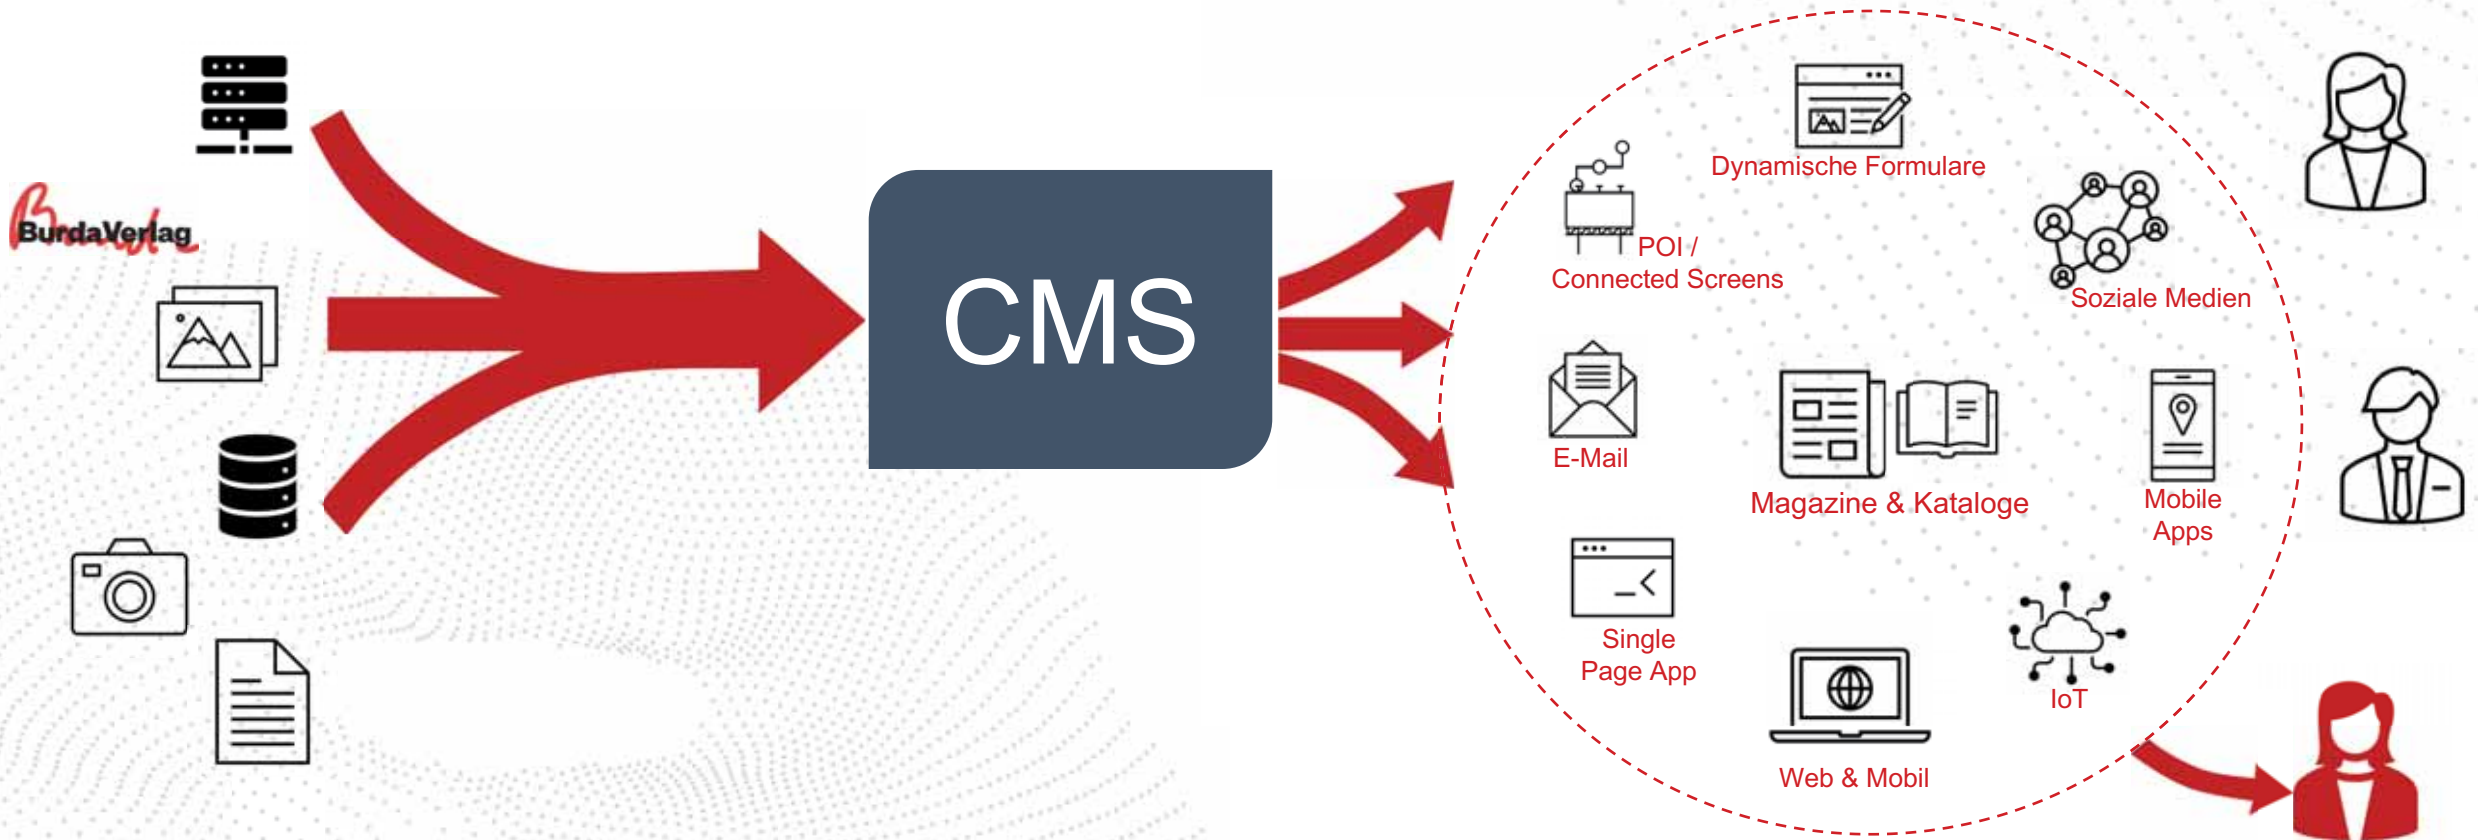 BurdaVerlag
CMS
Dynamische Formulare
POI /
Connected Screens
Soziale Medien
E-Mail
Magazine & Kataloge
Mobile
Apps
Single
Page App
IoT
Web & Mobil